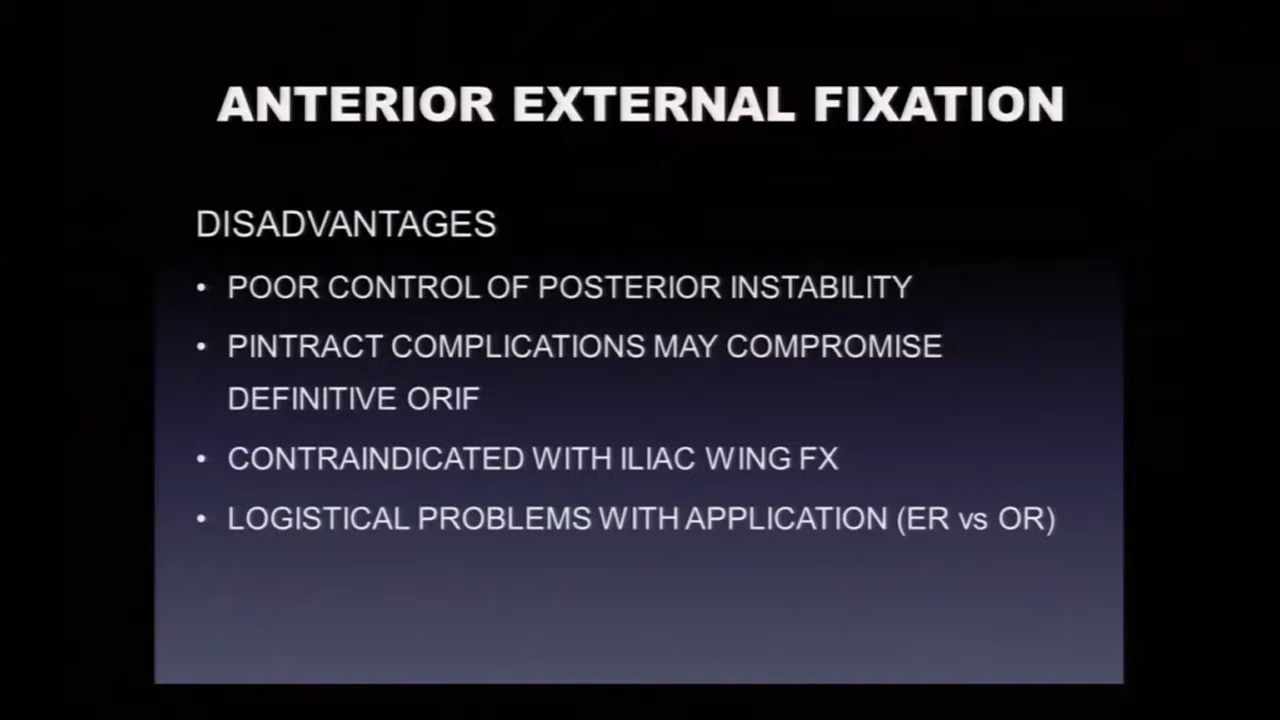 ANTERIOR EXTERNAL FIXATION
DISADVANTAGES
• POOR CONTROL OF POSTERIOR INSTABILITY
• PINTRACT COMPLICATIONS MAY COMPROMISE
DEFINITIVE ORIF
• CONTRAINDICATED WITH ILIAC WING FX
• LOGISTICAL PROBLEMS WITH APPLICATION (ER vs OR)